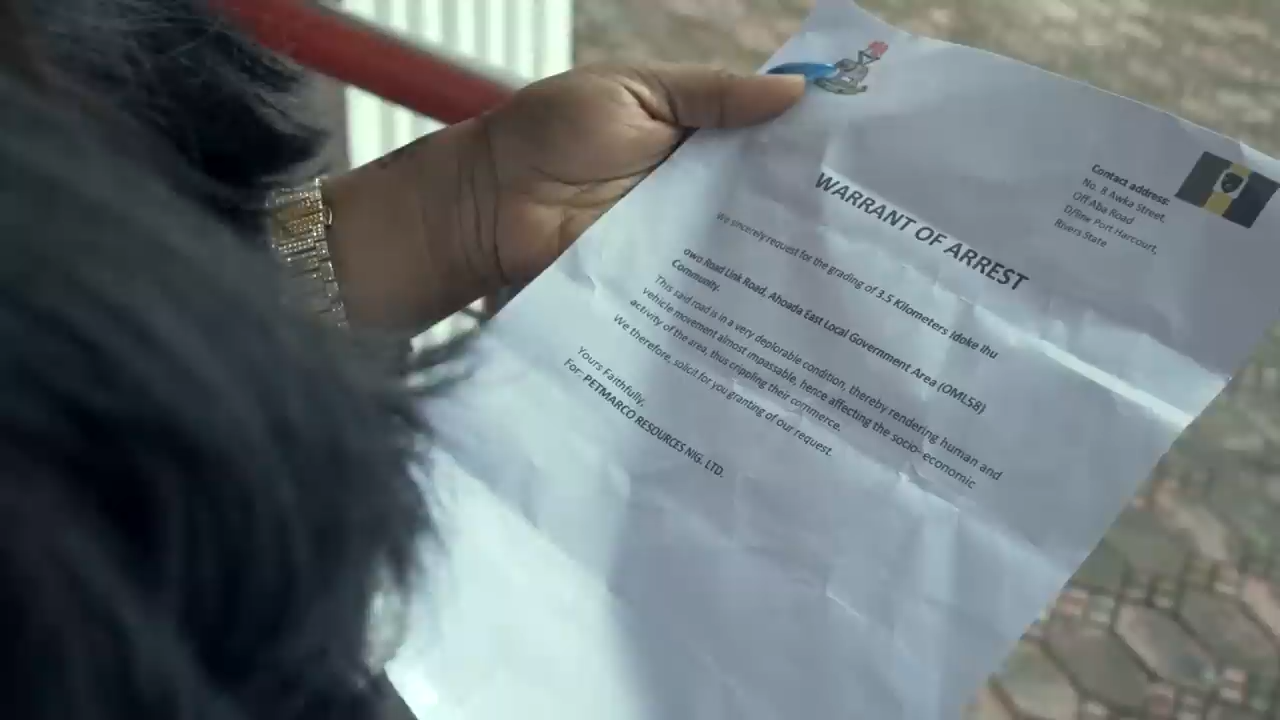 Contact address:
No. 8 Awka Street,
Off Aba Road
D/line Port Harcourt,
Rivers State
WARRANT OF ARREST
We sincerely request for the grading of 3.5 Kilometers Idoke Ihu
owo Road Link Road, Ahoada East Local Government Area (OML58)
Community.
This said road is in a very deplorable condition, thereby rendering human and
vehicle movement almost impassable, hence affecting the socio-economic
activity of the area, thus crippling their commerce.
We therefore, solicit for you granting of our request.
Yours Faithfully,
For: PETMARCO RESOURCES NIG. LTD.